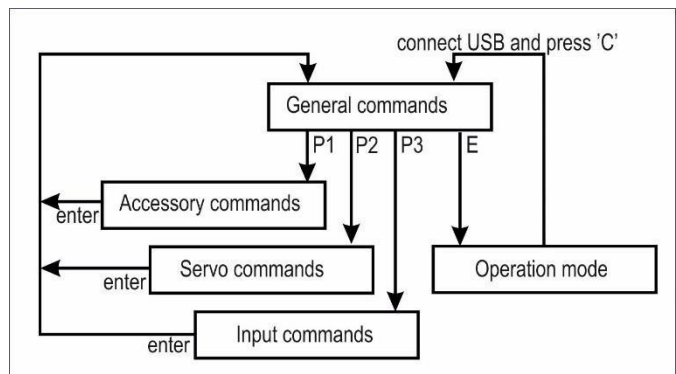 connect USB and press 'C'
General commands
P1 P2 P3 E
Accessory commands
enter
Servo commands
Operation mode
enter
Input commands
enter